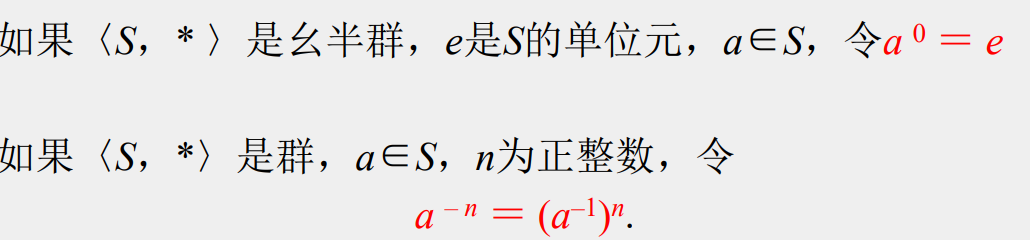 如果〈S，* 〉是幺半群，e是S的单位元，a∈S，令a⁰＝e
如果〈S，*〉是群，a∈S，n为正整数，令
a⁻ⁿ＝(a⁻¹)ⁿ.